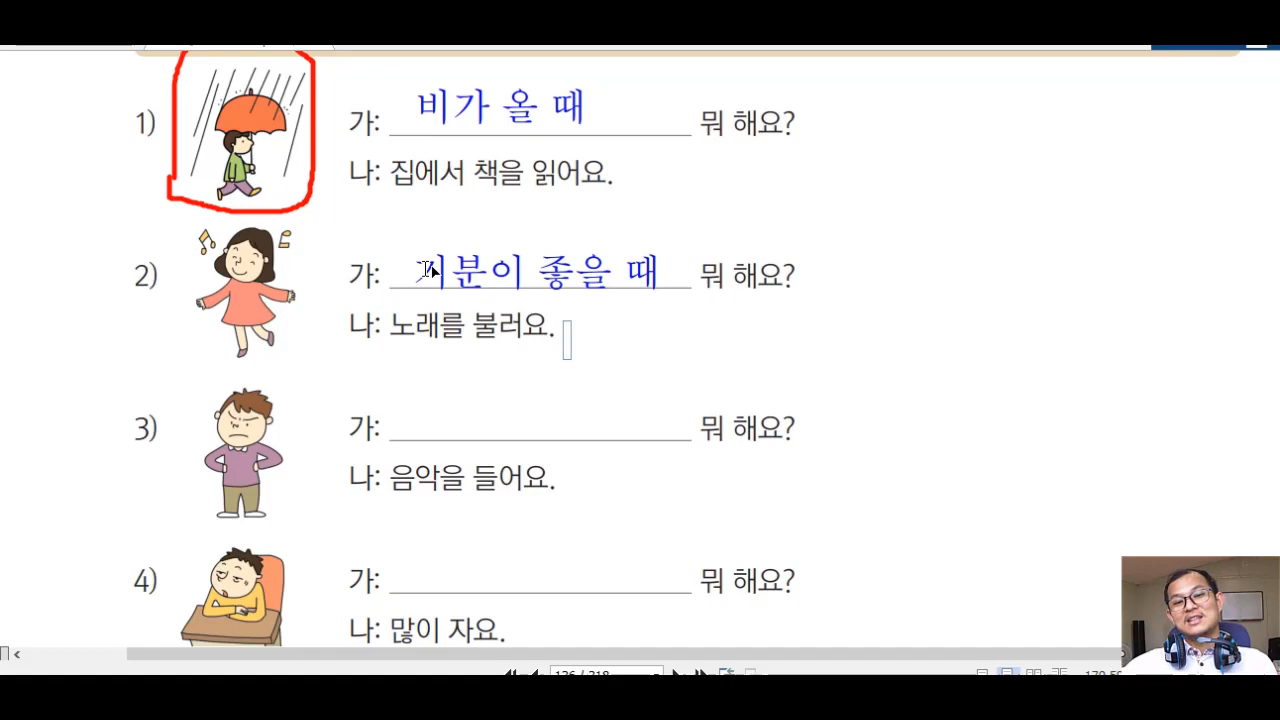 1) 가: 비가 올 때 뭐 해요?
나: 집에서 책을 읽어요.
2) 가: 기분이 좋을 때 뭐 해요?
나: 노래를 불러요.
3) 가: 뭐 해요?
나: 음악을 들어요.
4) 가: 뭐 해요?
나: 많이 자요.